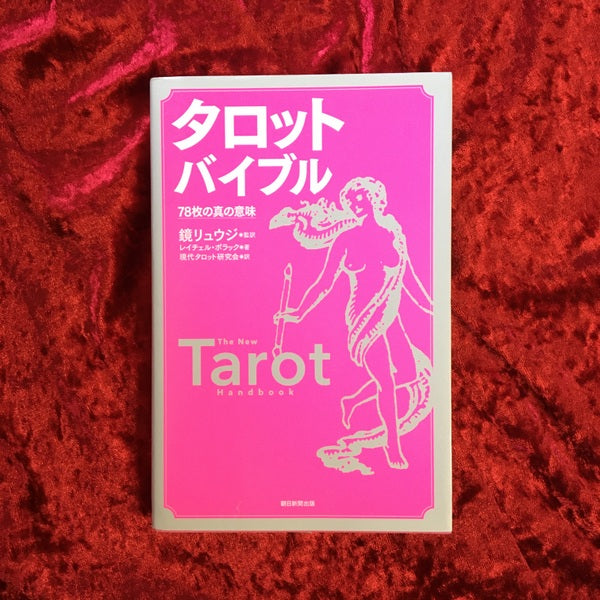 タロット
バイブル
78枚の真の意味
鏡リュウジ◆監訳
レイチェル・ポラック◆著
現代タロット研究会◆訳
The New
Tarot
Handbook
朝日新聞出版